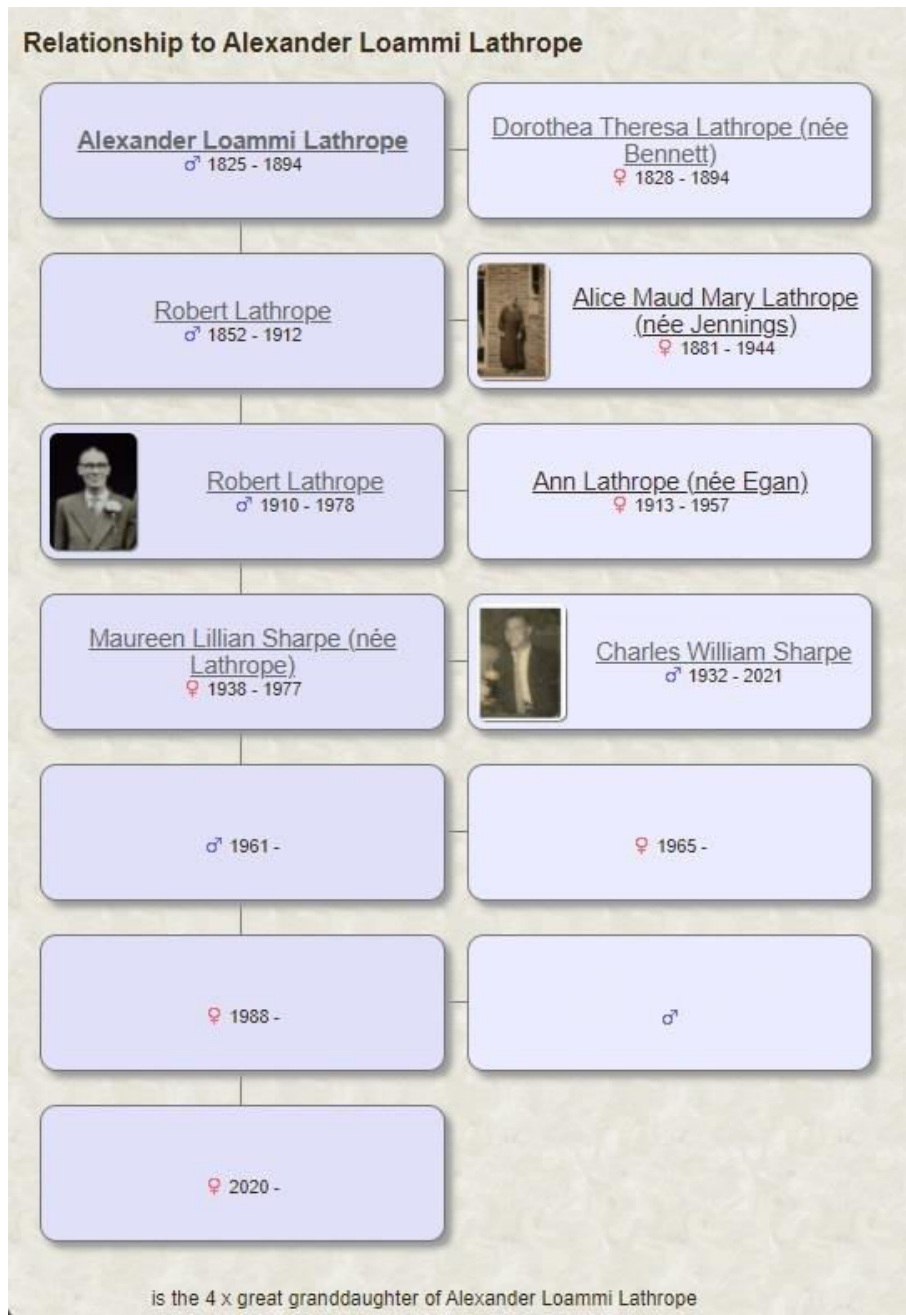 Relationship to Alexander Loammi Lathrope
Alexander Loammi Lathrope
♂ 1825 - 1894
Dorothea Theresa Lathrope (née
Bennett)
♀ 1828 - 1894
Robert Lathrope
♂ 1852 - 1912
Alice Maud Mary Lathrope
(née Jennings)
♀ 1881 - 1944
Robert Lathrope
♂ 1910 - 1978
Ann Lathrope (née Egan)
♀ 1913 - 1957
Maureen Lillian Sharpe (née
Lathrope)
♀ 1938 - 1977
Charles William Sharpe
♂ 1932 - 2021
♂ 1961 -
♀ 1965 -
♀ 1988 -
♂
♀ 2020 -
is the 4 x great granddaughter of Alexander Loammi Lathrope